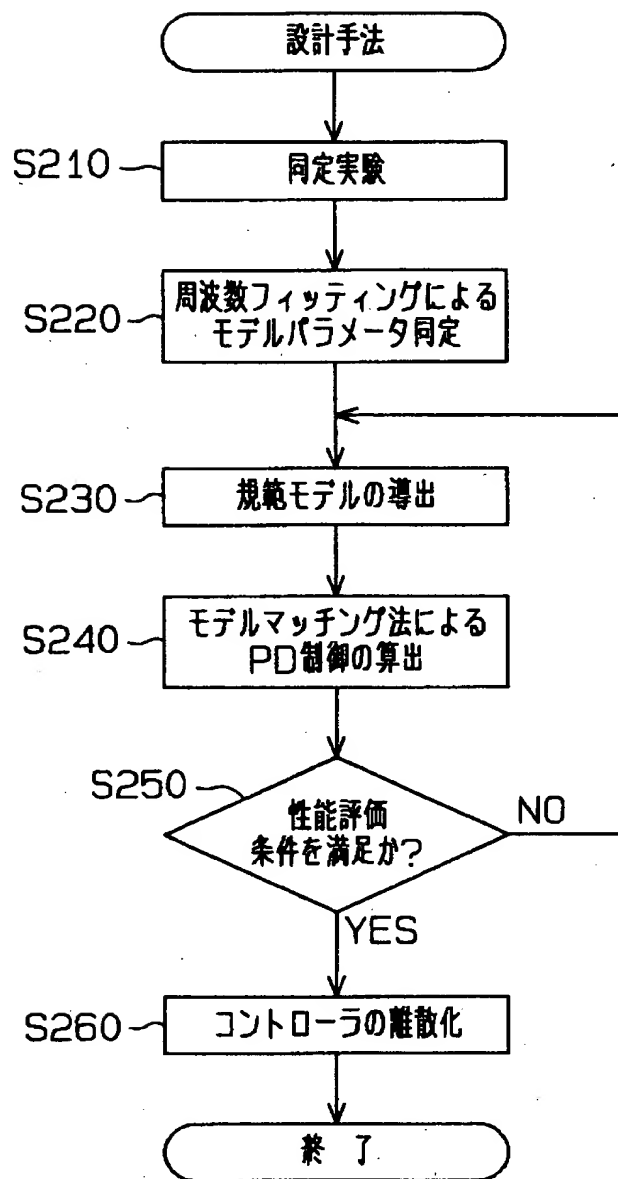 設計手法
S210
同定実験
S220
周波数フィッティングによる
モデルパラメータ同定
S230
規範モデルの導出
S240
モデルマッチング法による
PD制御の算出
S250
性能評価
条件を満足か?
NO
YES
S260
コントローラの離散化
終 了